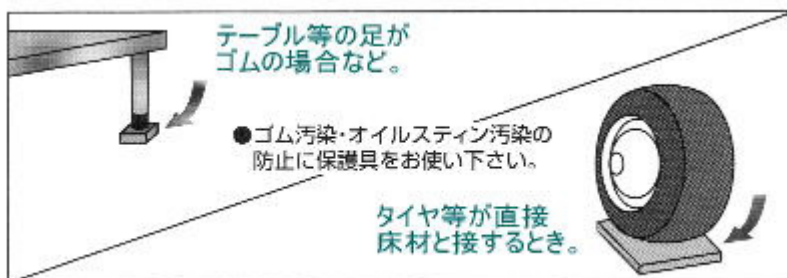 テーブル等の足が
ゴムの場合など。
●ゴム汚染・オイルスティン汚染の
防止に保護具をお使い下さい。
タイヤ等が直接
床材と接するとき。